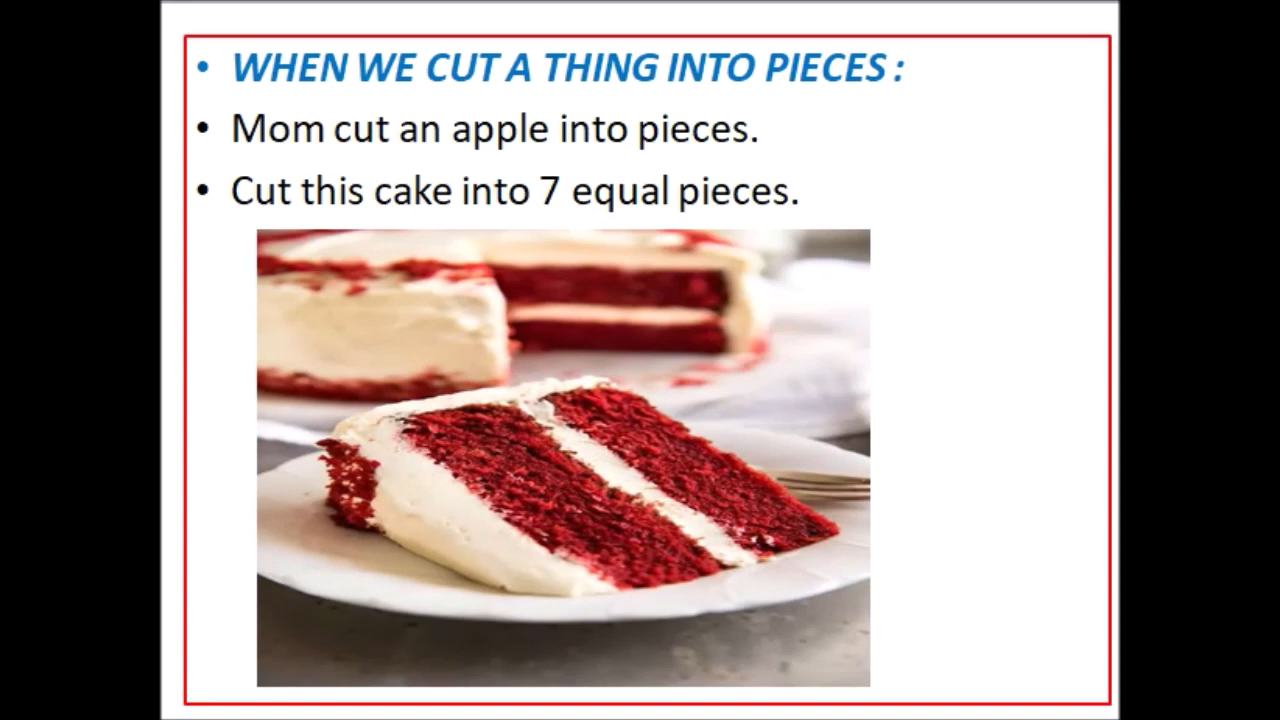 • WHEN WE CUT A THING INTO PIECES :
• Mom cut an apple into pieces.
• Cut this cake into 7 equal pieces.